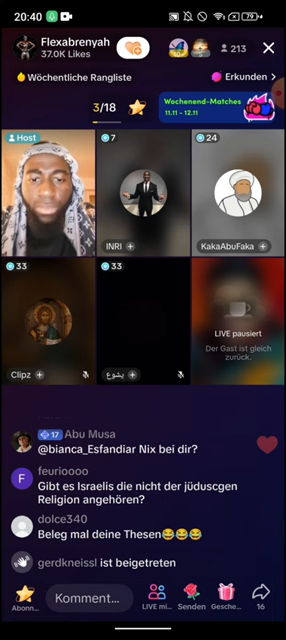 20:40
79
Flexabrenyah
37.0K Likes
213
Wöchentliche Rangliste
Erkunden >
3/18
Wochenend-Matches
11.11 - 12.11
Host
7
24
INRI
KakaAbuFaka
33
33
LIVE pausiert
Der Gast ist gleich
zurück.
Clipz
يشوع
17 Abu Musa
@bianca_Esfandiar Nix bei dir?
F
feurioooo
Gibt es Israelis die nicht der jüduscgen
Religion angehören?
dolce340
Beleg mal deine Thesen😂😂😂
gerdkneissl ist beigetreten
Komment...
Abonn...
LIVE mi...
Senden
Gesche...
16